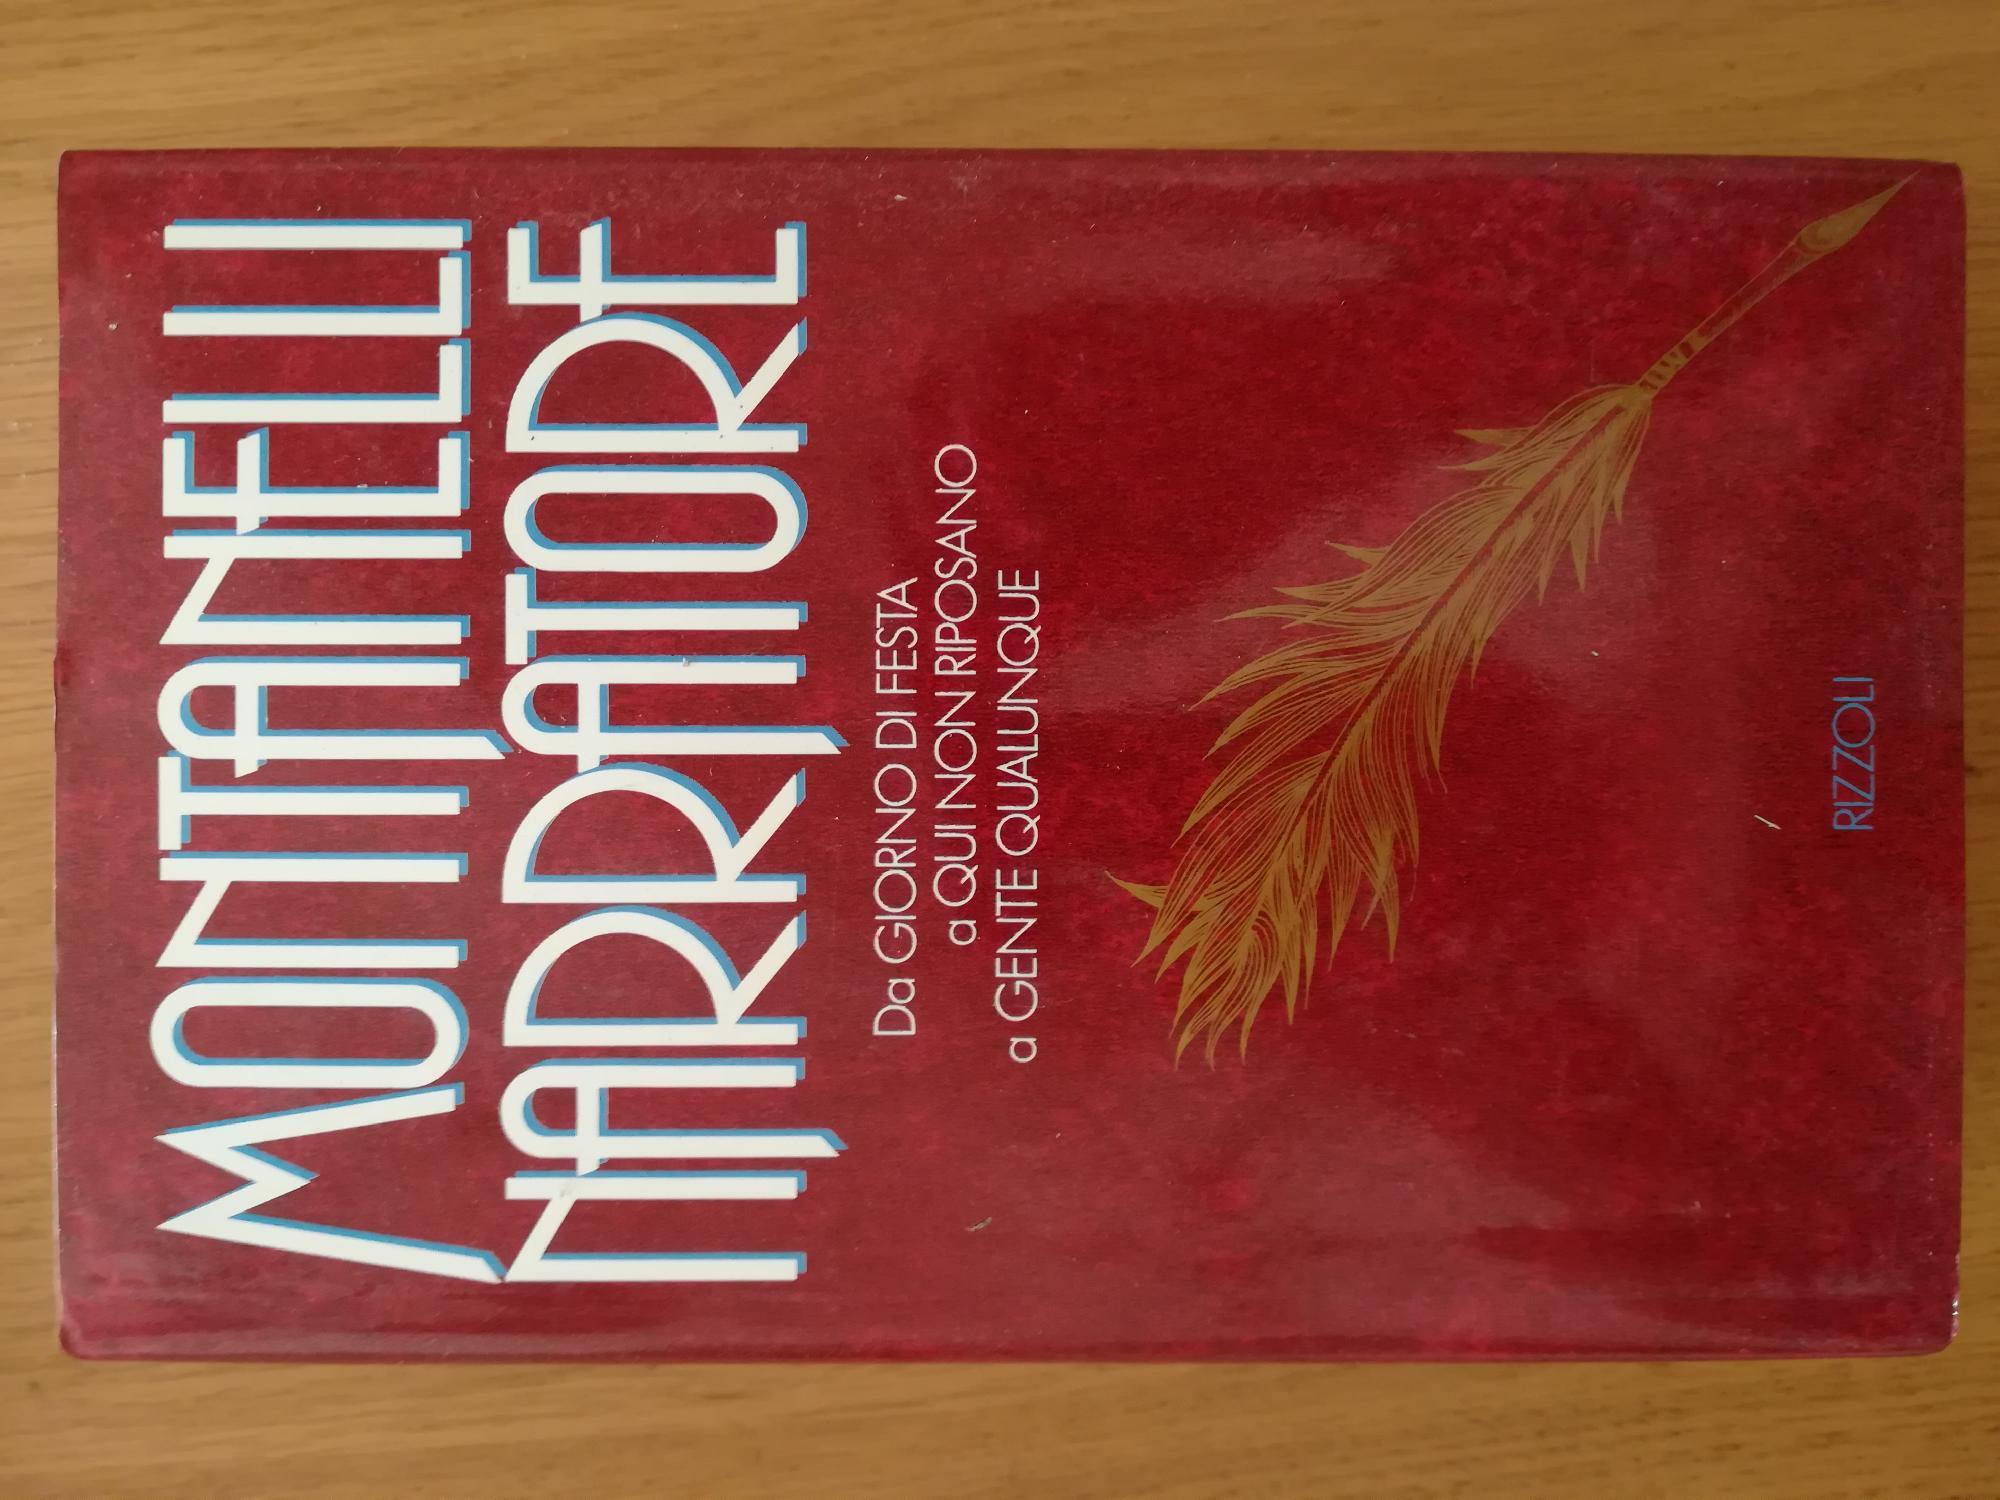 MONTANELLI
NARRATORE
Da GIORNO DI FESTA
a QUI NON RIPOSANO
a GENTE QUALUNQUE
RIZZOLI